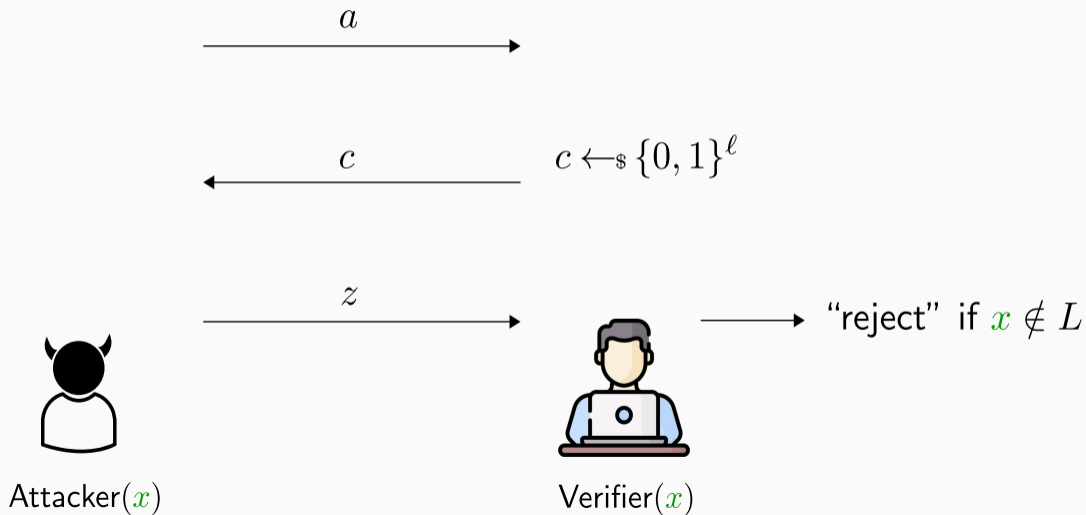 a
c
c ←$ {0, 1}^ℓ
z
“reject” if x ∉ L
Attacker(x)
Verifier(x)